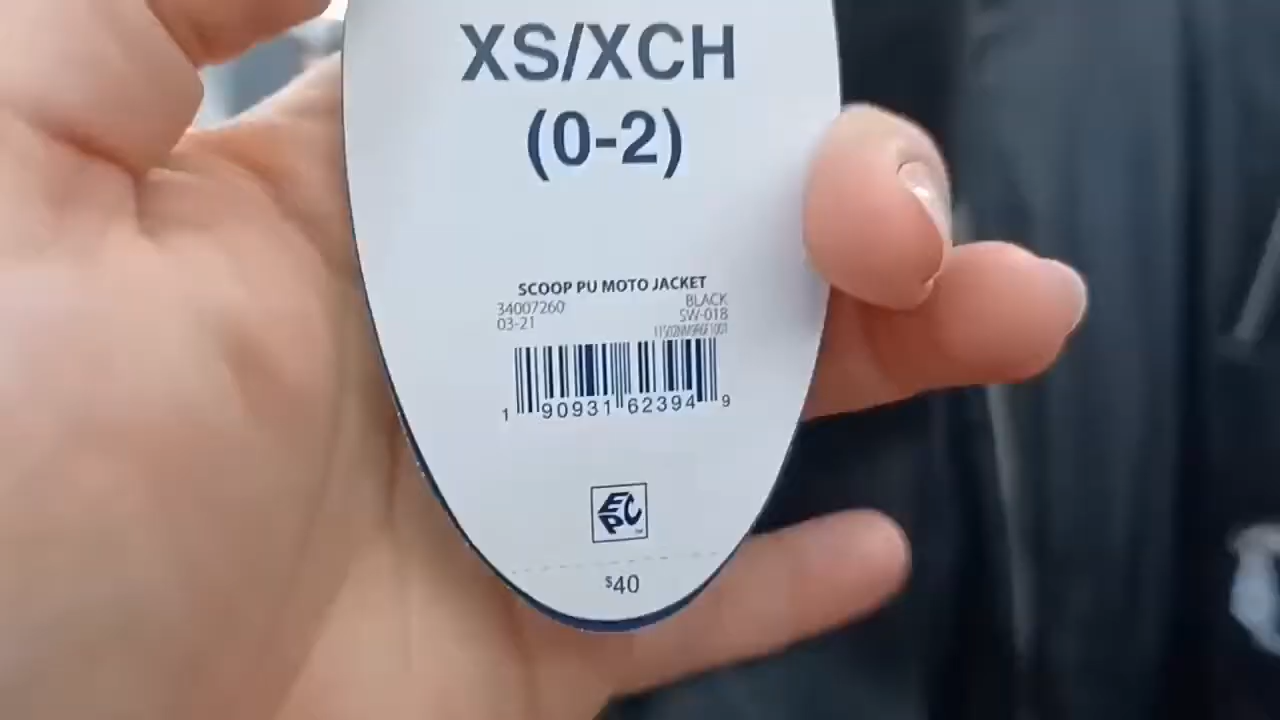 XS/XCH
(0-2)
SCOOP PU MOTO JACKET
34007260 BLACK
03-21 SW-018
1 90931 62394 9
EPC
$40